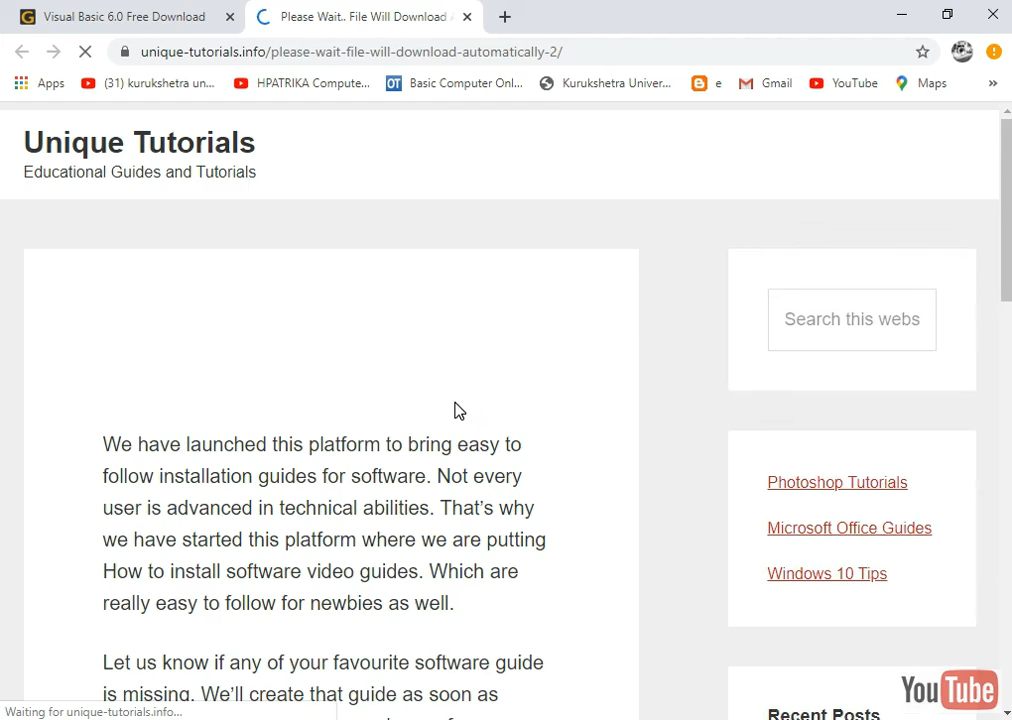 Visual Basic 6.0 Free Download
Please Wait.. File Will Download A
unique-tutorials.info/please-wait-file-will-download-automatically-2/
Apps
(31) kurukshetra un...
HPATRIKA Compute...
OT
Basic Computer Onl...
Kurukshetra Univer...
e
Gmail
YouTube
Maps
»
Unique Tutorials
Educational Guides and Tutorials
Search this webs
We have launched this platform to bring easy to
follow installation guides for software. Not every
user is advanced in technical abilities. That's why
we have started this platform where we are putting
How to install software video guides. Which are
really easy to follow for newbies as well.
Let us know if any of your favourite software guide
is missing. We'll create that guide as soon as
Photoshop Tutorials
Microsoft Office Guides
Windows 10 Tips
Recent Posts
YouTube
Waiting for unique-tutorials.info...